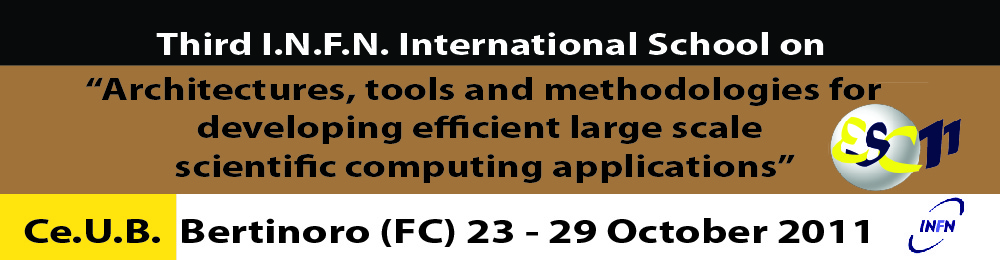 Third I.N.F.N. International School on
“Architectures, tools and methodologies for
developing efficient large scale
scientific computing applications”
ESC11
Ce.U.B. Bertinoro (FC) 23 - 29 October 2011
INFN